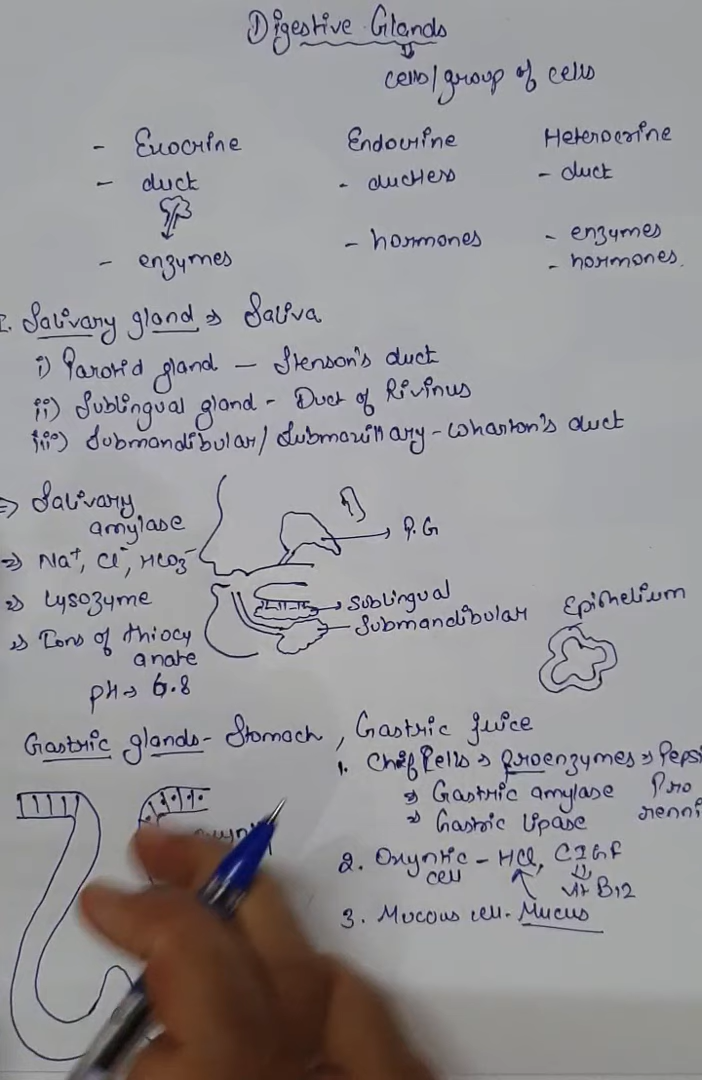 Digestive Glands
cells/group of cells
- Exocrine Endocrine Heterocrine
- duct - ductless - duct
- enzymes - hormones - enzymes
- hormones.
I. Salivary gland → Saliva
i) Parotid gland — Stenson's duct
ii) Sublingual gland - Duct of Rivinus
iii) Submandibular/Submaxillary - Wharton's duct
⇒ Salivary
amylase
P.G
⇒ Na⁺, Cl⁻, HCO₃⁻
⇒ Lysozyme
Sublingual
Epithelium
Submandibular
⇒ Ions of thiocy
anate
pH → 6.8
Gastric glands - Stomach, Gastric juice
1. Chief cells → Proenzymes → Pepsi
→ Gastric amylase Pro
→ Gastric Lipase renni
2. Oxyntic - HCl, CIGF
cell Vit B12
3. Mucous cell - Mucus